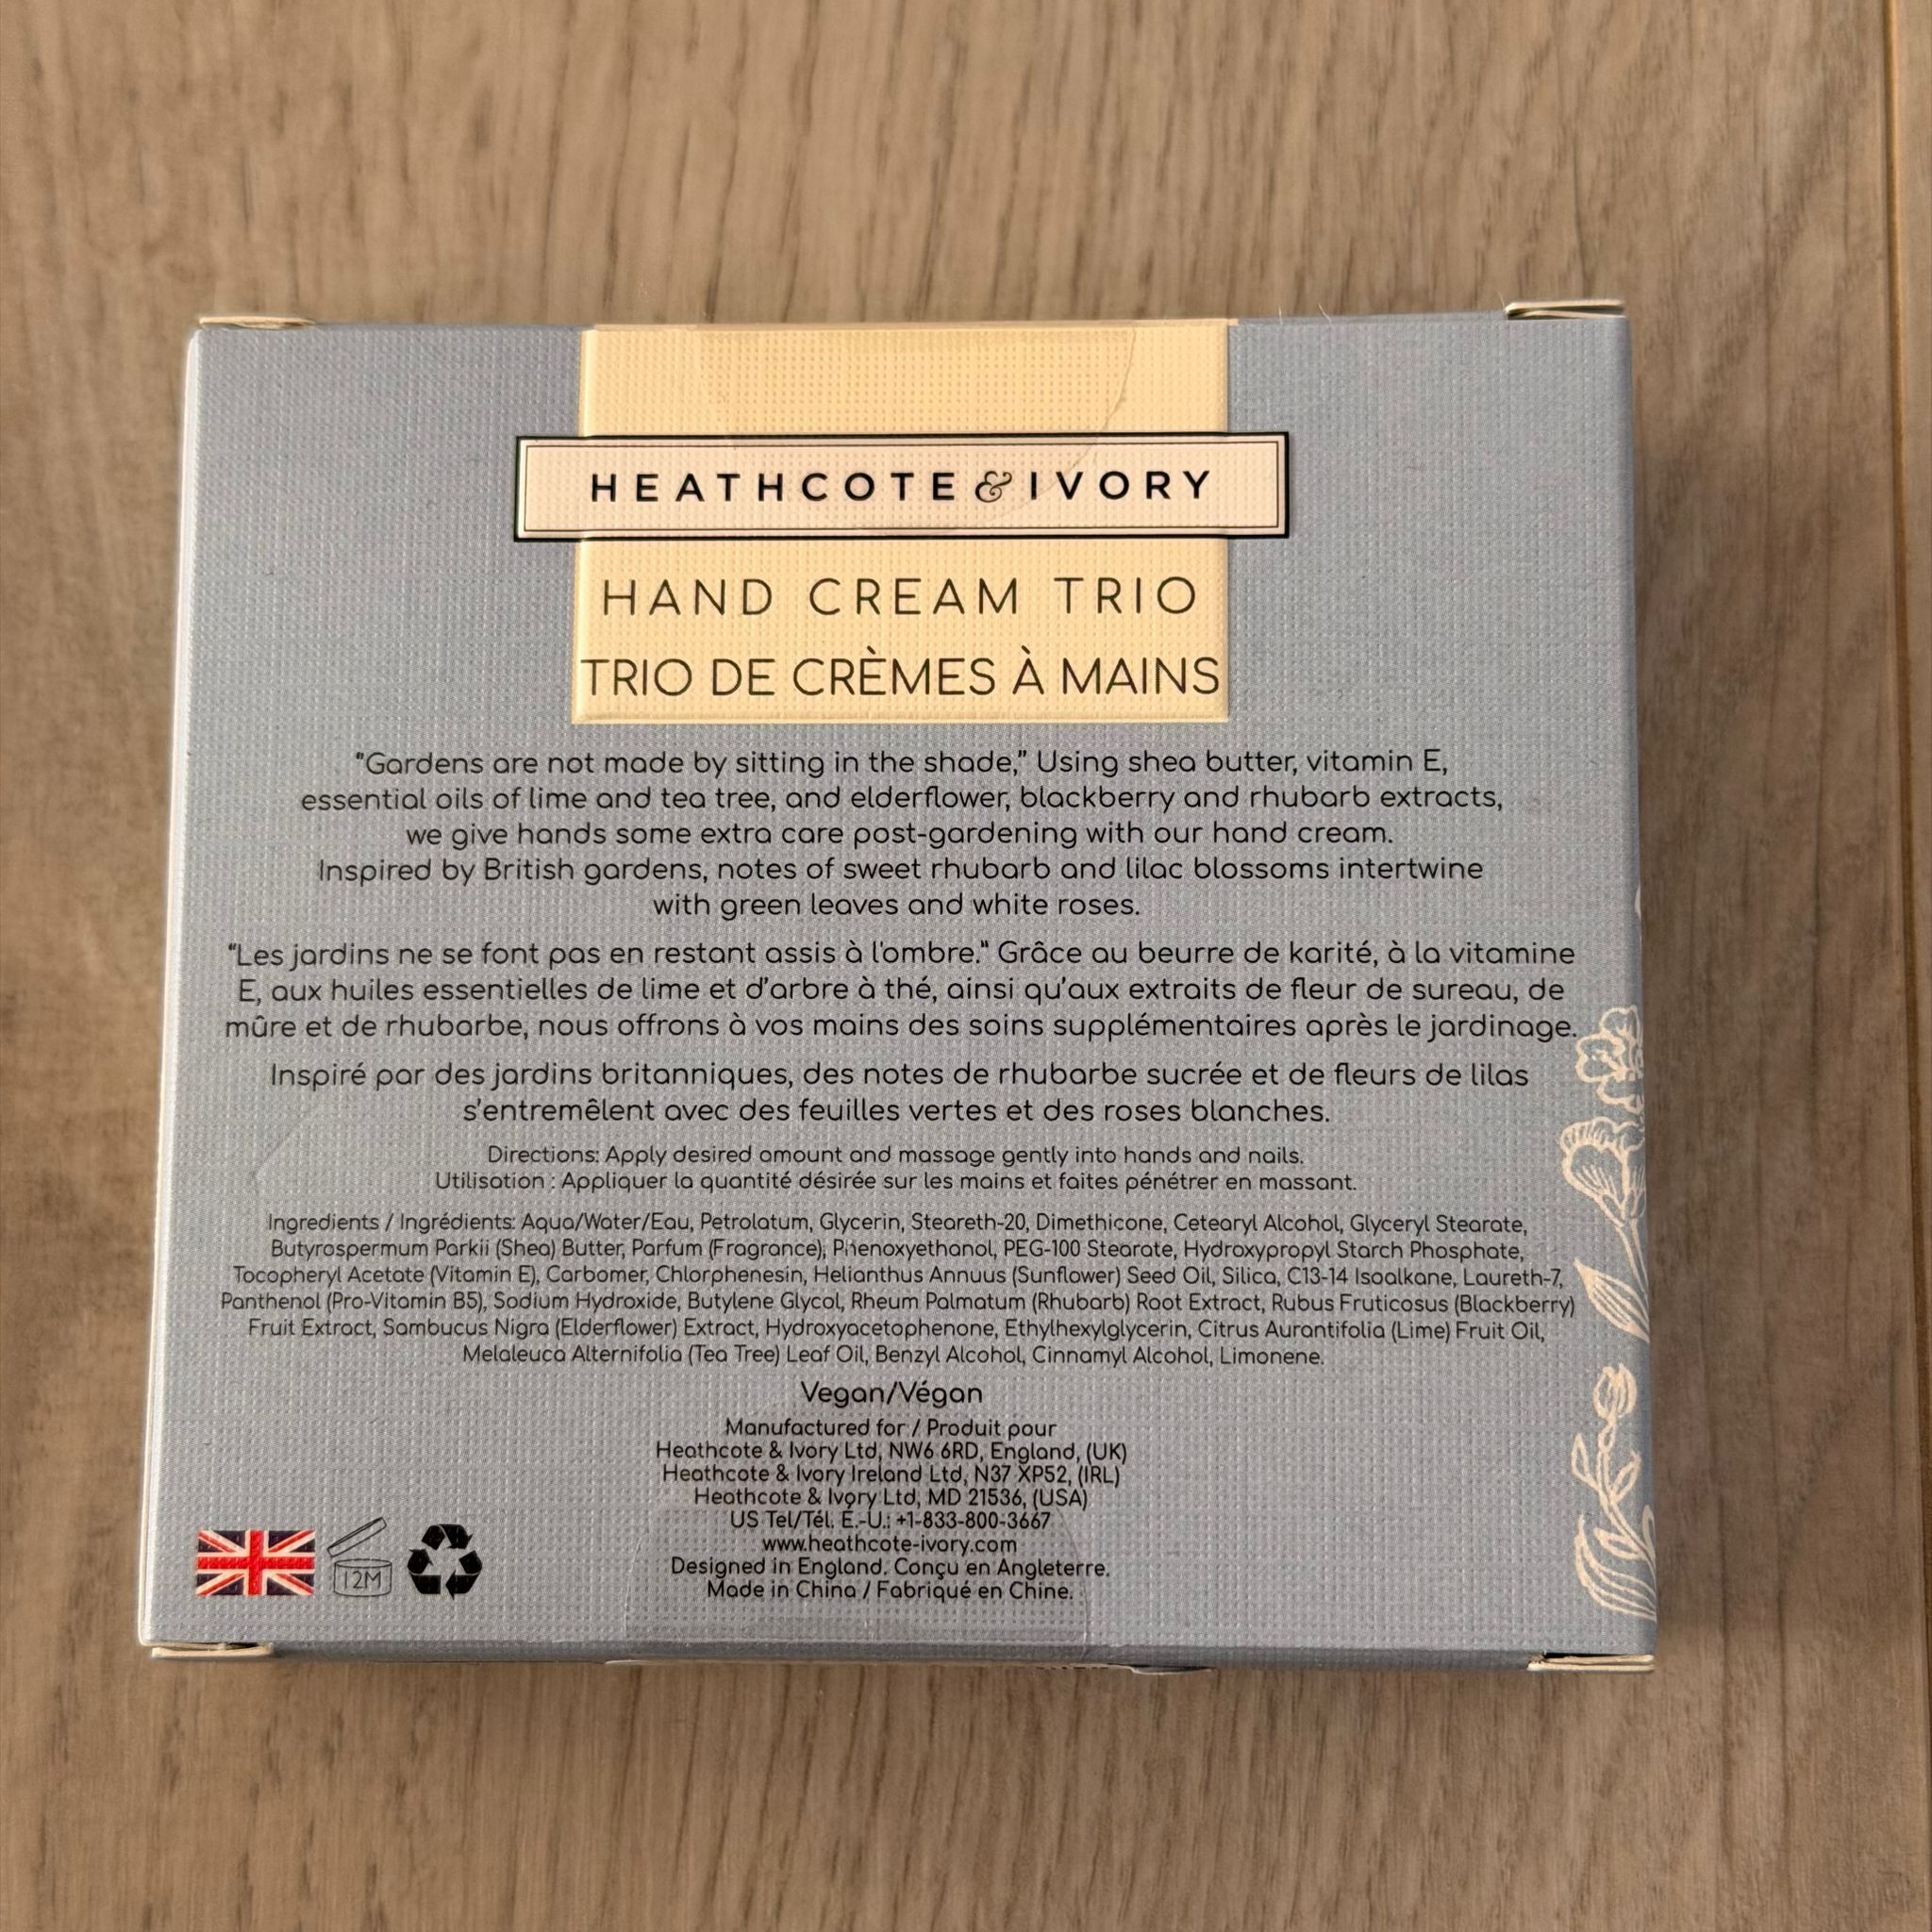 HEATHCOTE & IVORY
HAND CREAM TRIO
TRIO DE CRÈMES À MAINS
"Gardens are not made by sitting in the shade," Using shea butter, vitamin E,
essential oils of lime and tea tree, and elderflower, blackberry and rhubarb extracts,
we give hands some extra care post-gardening with our hand cream.
Inspired by British gardens, notes of sweet rhubarb and lilac blossoms intertwine
with green leaves and white roses.
"Les jardins ne se font pas en restant assis à l'ombre." Grâce au beurre de karité, à la vitamine
E, aux huiles essentielles de lime et d'arbre à thé, ainsi qu'aux extraits de fleur de sureau, de
mûre et de rhubarbe, nous offrons à vos mains des soins supplémentaires après le jardinage.
Inspiré par des jardins britanniques, des notes de rhubarbe sucrée et de fleurs de lilas
s'entremêlent avec des feuilles vertes et des roses blanches.
Directions: Apply desired amount and massage gently into hands and nails.
Utilisation : Appliquer la quantité désirée sur les mains et faites pénétrer en massant.
Ingredients / Ingrédients: Aqua/Water/Eau, Petrolatum, Glycerin, Steareth-20, Dimethicone, Cetearyl Alcohol, Glyceryl Stearate,
Butyrospermum Parkii (Shea) Butter, Parfum (Fragrance), Phenoxyethanol, PEG-100 Stearate, Hydroxypropyl Starch Phosphate,
Tocopheryl Acetate (Vitamin E), Carbomer, Chlorphenesin, Helianthus Annuus (Sunflower) Seed Oil, Silica, C13-14 Isoalkane, Laureth-7,
Panthenol (Pro-Vitamin B5), Sodium Hydroxide, Butylene Glycol, Rheum Palmatum (Rhubarb) Root Extract, Rubus Fruticosus (Blackberry)
Fruit Extract, Sambucus Nigra (Elderflower) Extract, Hydroxyacetophenone, Ethylhexylglycerin, Citrus Aurantifolia (Lime) Fruit Oil,
Melaleuca Alternifolia (Tea Tree) Leaf Oil, Benzyl Alcohol, Cinnamyl Alcohol, Limonene.
Vegan/Végan
Manufactured for / Produit pour
Heathcote & Ivory Ltd, NW6 6RD, England, (UK)
Heathcote & Ivory Ireland Ltd, N37 XP52, (IRL)
Heathcote & Ivory Ltd, MD 21536, (USA)
US Tel/Tél. E.-U.: +1-833-800-3667
www.heathcote-ivory.com
Designed in England. Conçu en Angleterre.
Made in China / Fabriqué en Chine.
12M